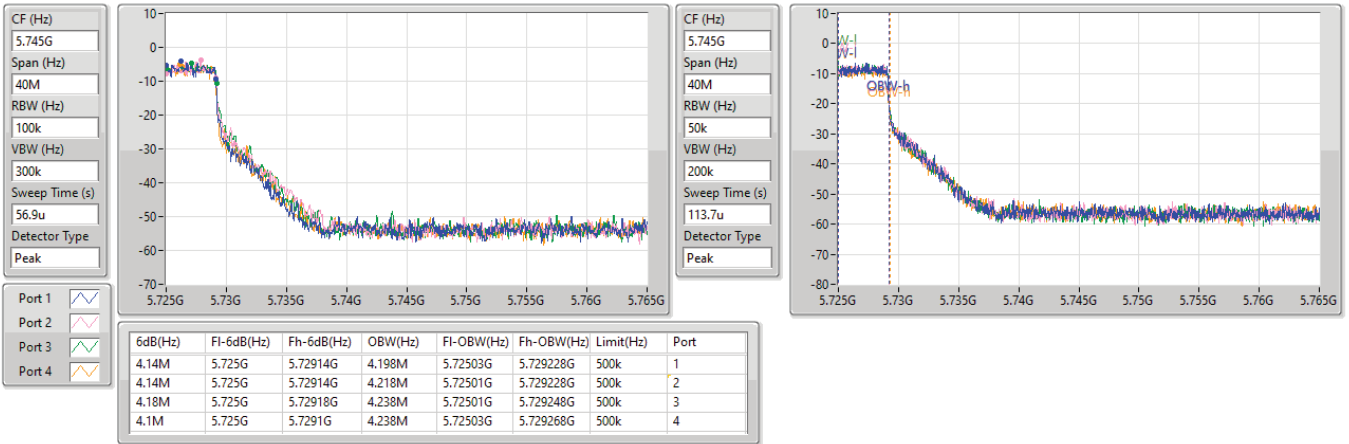 CF (Hz)
5.745G
Span (Hz)
40M
RBW (Hz)
100k
VBW (Hz)
300k
Sweep Time (s)
56.9u
Detector Type
Peak
10
0
-10
-20
-30
-40
-50
-60
-70
5.725G 5.73G 5.735G 5.74G 5.745G 5.75G 5.755G 5.76G 5.765G
CF (Hz)
5.745G
Span (Hz)
40M
RBW (Hz)
50k
VBW (Hz)
200k
Sweep Time (s)
113.7u
Detector Type
Peak
10
0
-10
-20
-30
-40
-50
-60
-70
-80
W-l
W-l
OBW-h
OBW-h
5.725G 5.73G 5.735G 5.74G 5.745G 5.75G 5.755G 5.76G 5.765G
Port 1
Port 2
Port 3
Port 4
6dB(Hz) Fl-6dB(Hz) Fh-6dB(Hz) OBW(Hz) Fl-OBW(Hz) Fh-OBW(Hz) Limit(Hz) Port
4.14M 5.725G 5.72914G 4.198M 5.72503G 5.729228G 500k 1
4.14M 5.725G 5.72914G 4.218M 5.72501G 5.729228G 500k 2
4.18M 5.725G 5.72918G 4.238M 5.72501G 5.729248G 500k 3
4.1M 5.725G 5.7291G 4.238M 5.72503G 5.729268G 500k 4